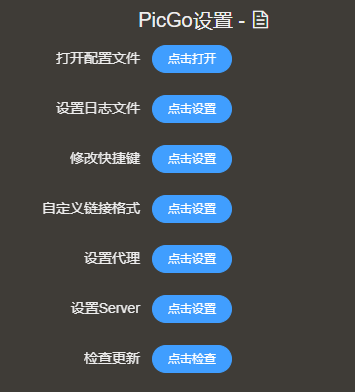 PicGo设置 -
打开配置文件 点击打开
设置日志文件 点击设置
修改快捷键 点击设置
自定义链接格式 点击设置
设置代理 点击设置
设置Server 点击设置
检查更新 点击检查